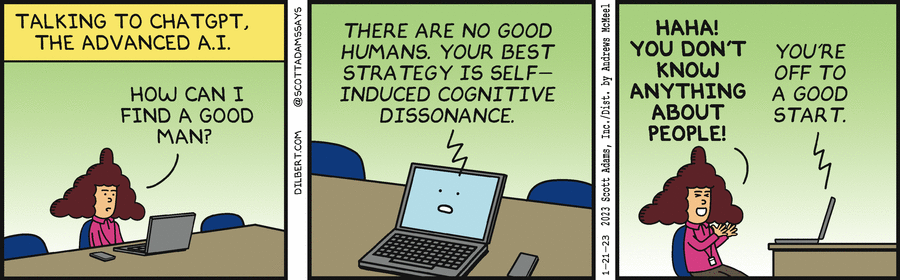 TALKING TO CHATGPT,
THE ADVANCED A.I.
HOW CAN I
FIND A GOOD
MAN?
DILBERT.COM
@SCOTTADAMSSAYS
THERE ARE NO GOOD
HUMANS. YOUR BEST
STRATEGY IS SELF-
INDUCED COGNITIVE
DISSONANCE.
1-21-23 2023 Scott Adams, Inc./Dist. by Andrews McMeel
HAHA!
YOU DON'T
KNOW
ANYTHING
ABOUT
PEOPLE!
YOU'RE
OFF TO
A GOOD
START.